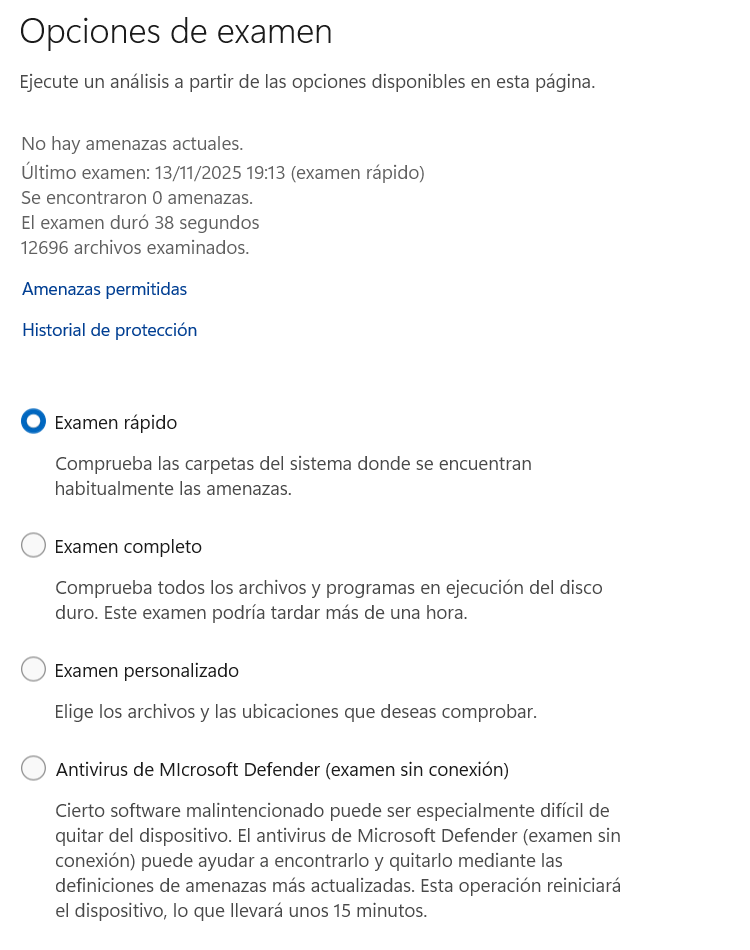 Opciones de examen
Ejecute un análisis a partir de las opciones disponibles en esta página.
No hay amenazas actuales.
Último examen: 13/11/2025 19:13 (examen rápido)
Se encontraron 0 amenazas.
El examen duró 38 segundos
12696 archivos examinados.
Amenazas permitidas
Historial de protección
Examen rápido
Comprueba las carpetas del sistema donde se encuentran
habitualmente las amenazas.
Examen completo
Comprueba todos los archivos y programas en ejecución del disco
duro. Este examen podría tardar más de una hora.
Examen personalizado
Elige los archivos y las ubicaciones que deseas comprobar.
Antivirus de MIcrosoft Defender (examen sin conexión)
Cierto software malintencionado puede ser especialmente difícil de
quitar del dispositivo. El antivirus de Microsoft Defender (examen sin
conexión) puede ayudar a encontrarlo y quitarlo mediante las
definiciones de amenazas más actualizadas. Esta operación reiniciará
el dispositivo, lo que llevará unos 15 minutos.